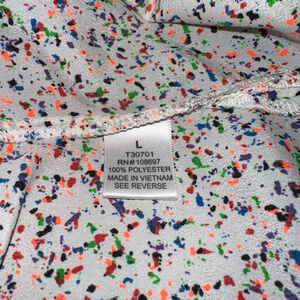 L
T30701
RN#108697
100% POLYESTER
MADE IN VIETNAM
SEE REVERSE